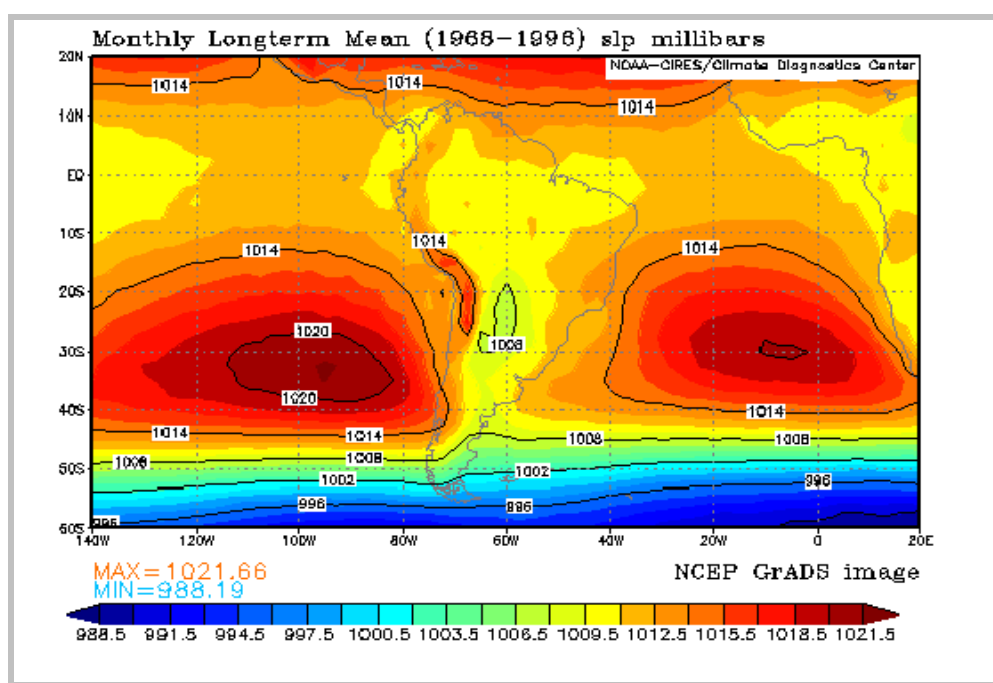 Monthly Longterm Mean (1968-1996) slp millibars
NOAA-CIRES/Climate Diagnostics Center
20N
1014
1014
1014
10N
EQ
10S
1014
1014
1014
20S
1020
1008
30S
1020
40S
1014
1014
1014
1008
1008
1008
1008
50S
1002
1002
996
996
996
996
60S
140W
120W
100W
80W
60W
40W
20W
0
20E
MAX=1021.66
NCEP GrADS image
MIN=988.19
988.5 991.5 994.5 997.5 1000.5 1003.5 1006.5 1009.5 1012.5 1015.5 1018.5 1021.5